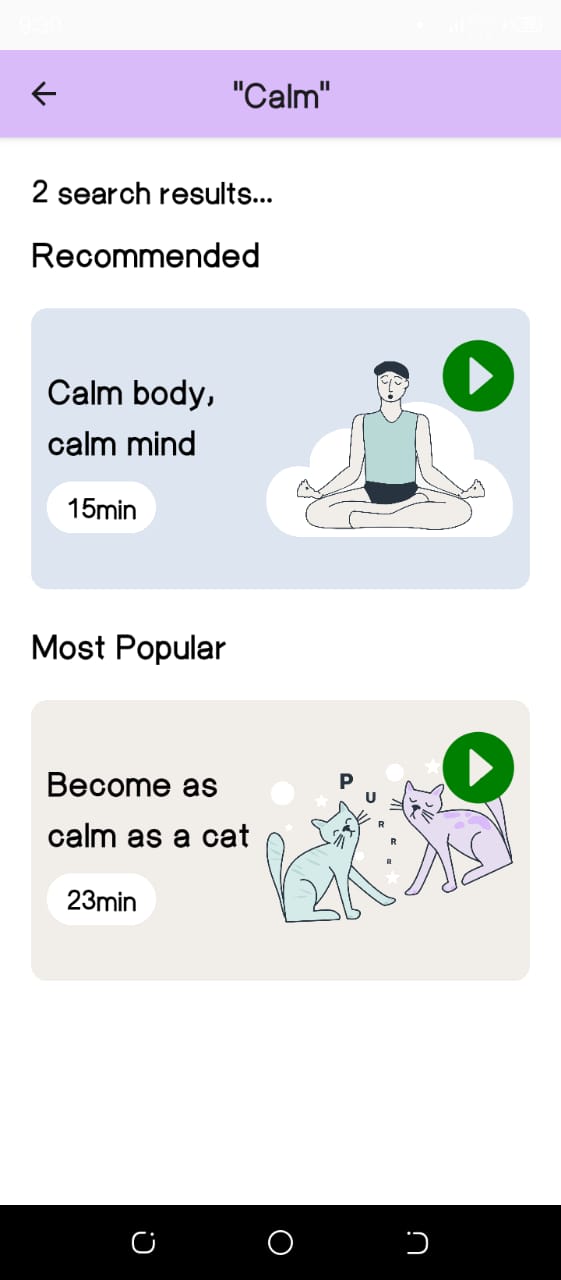 "Calm"
2 search results...
Recommended
Calm body,
calm mind
15min
Most Popular
Become as
calm as a cat
23min
P
U
R
R
R